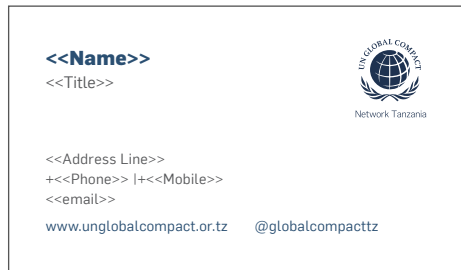 <<Name>>
<<Title>>
UN GLOBAL COMPACT
Network Tanzania
<<Address Line>>
+<<Phone>> |+<<Mobile>>
<<email>>
www.unglobalcompact.or.tz @globalcompacttz